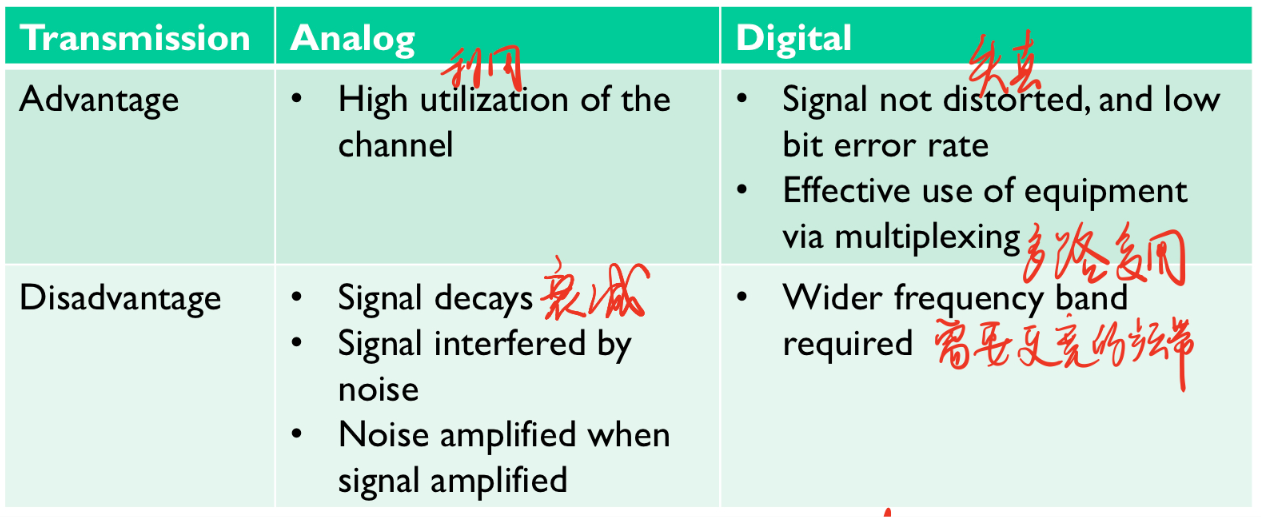 Transmission Analog Digital
利用 失真
Advantage • High utilization of the channel
• Signal not distorted, and low bit error rate
• Effective use of equipment via multiplexing 多路复用
Disadvantage • Signal decays 衰减
• Signal interfered by noise
• Noise amplified when signal amplified
• Wider frequency band required 需要更宽的频带